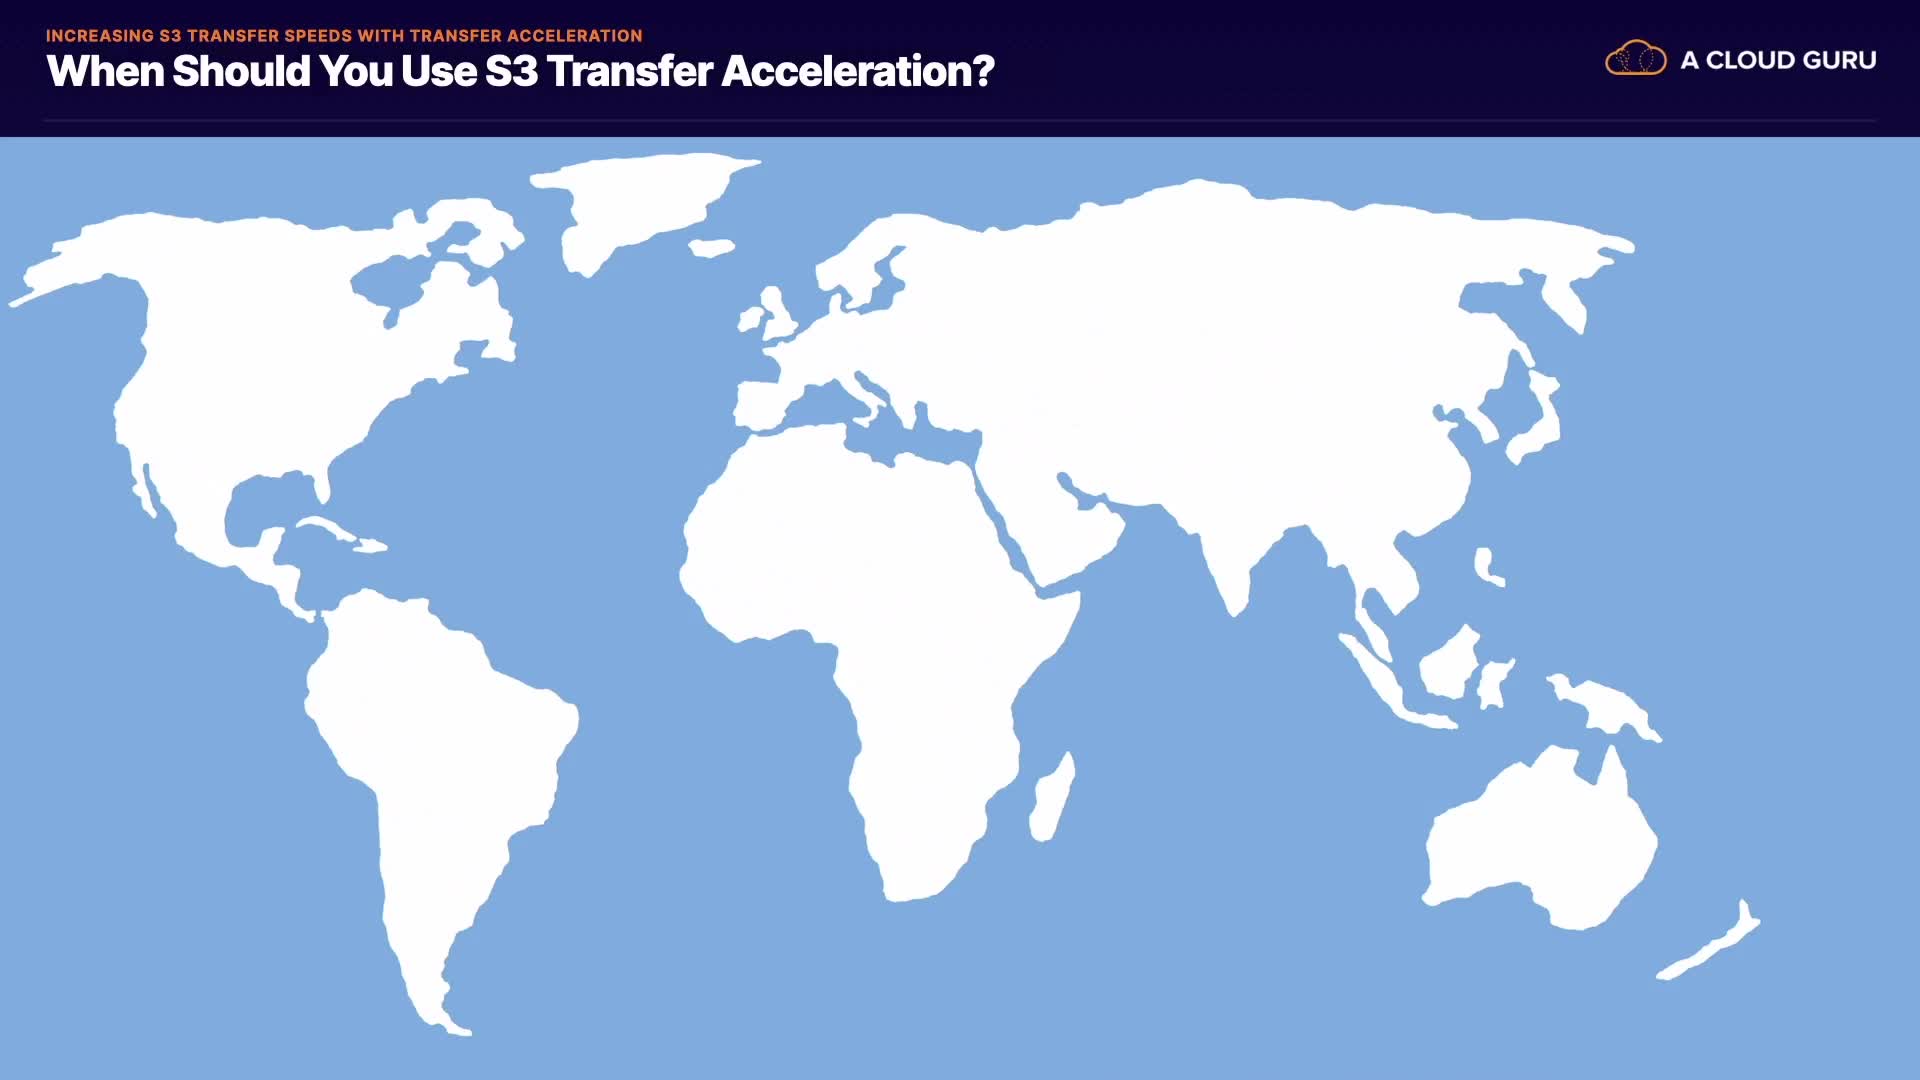 INCREASING S3 TRANSFER SPEEDS WITH TRANSFER ACCELERATION
When Should You Use S3 Transfer Acceleration?
A CLOUD GURU